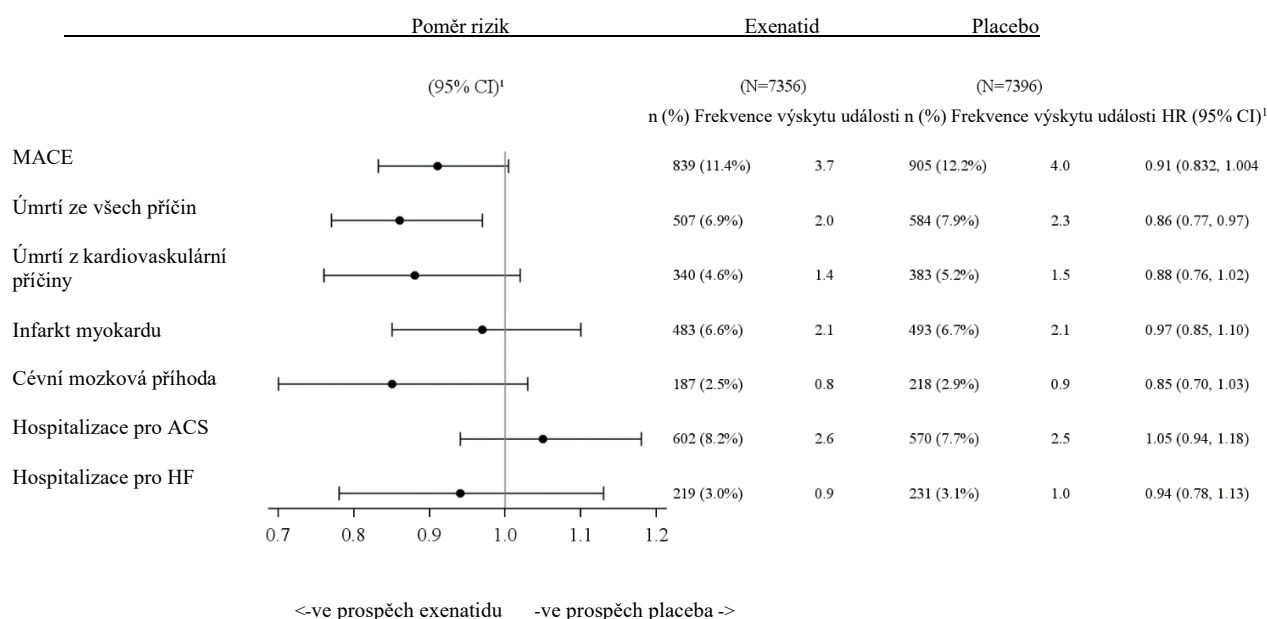 Poměr rizik Exenatid Placebo
(95% CI)¹ (N=7356) (N=7396)
n (%) Frekvence výskytu události n (%) Frekvence výskytu události HR (95% CI)¹
MACE 839 (11.4%) 3.7 905 (12.2%) 4.0 0.91 (0.832, 1.004
Úmrtí ze všech příčin 507 (6.9%) 2.0 584 (7.9%) 2.3 0.86 (0.77, 0.97)
Úmrtí z kardiovaskulární
příčiny 340 (4.6%) 1.4 383 (5.2%) 1.5 0.88 (0.76, 1.02)
Infarkt myokardu 483 (6.6%) 2.1 493 (6.7%) 2.1 0.97 (0.85, 1.10)
Cévní mozková příhoda 187 (2.5%) 0.8 218 (2.9%) 0.9 0.85 (0.70, 1.03)
Hospitalizace pro ACS 602 (8.2%) 2.6 570 (7.7%) 2.5 1.05 (0.94, 1.18)
Hospitalizace pro HF 219 (3.0%) 0.9 231 (3.1%) 1.0 0.94 (0.78, 1.13)
0.7 0.8 0.9 1.0 1.1 1.2
<-ve prospěch exenatidu -ve prospěch placeba ->